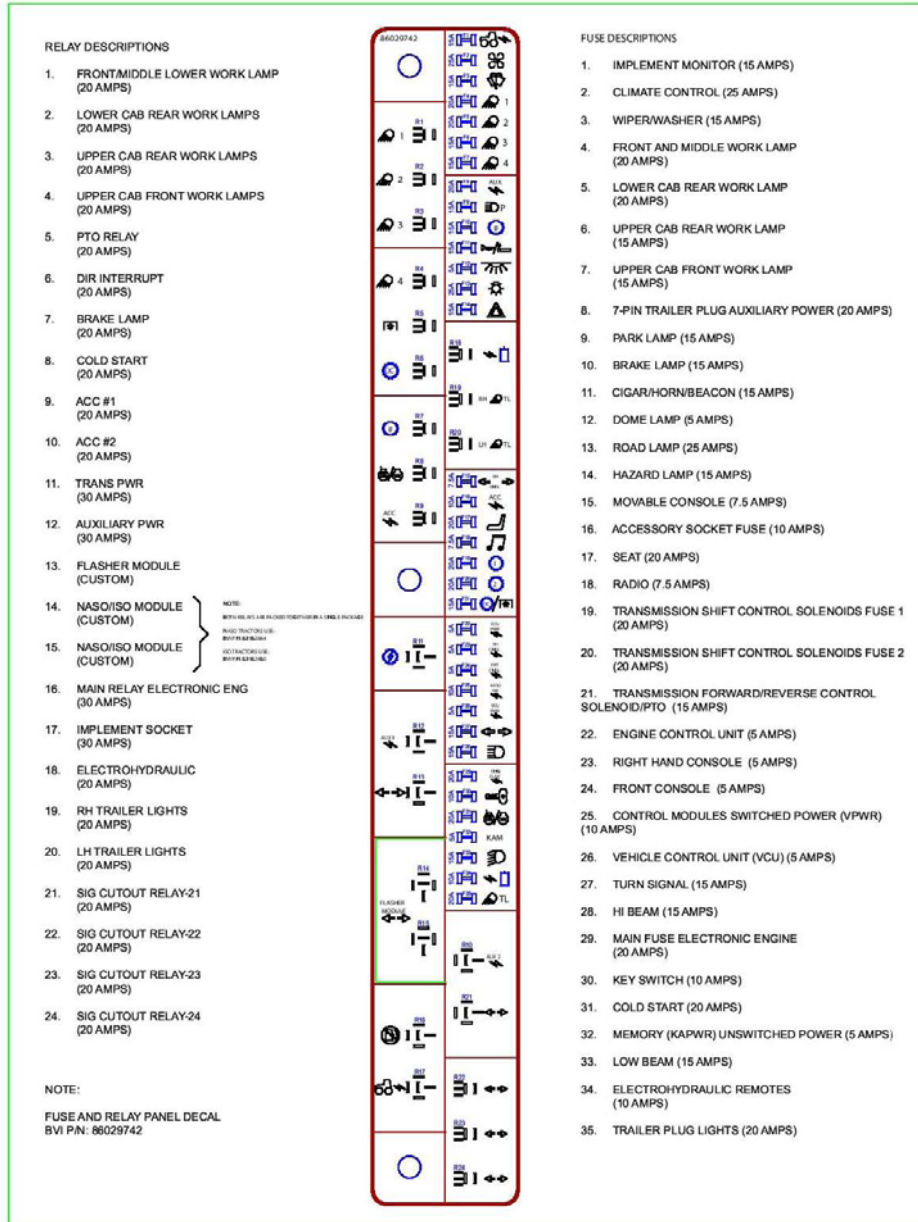 RELAY DESCRIPTIONS
1. FRONT/MIDDLE LOWER WORK LAMP
(20 AMPS)
2. LOWER CAB REAR WORK LAMPS
(20 AMPS)
3. UPPER CAB REAR WORK LAMPS
(20 AMPS)
4. UPPER CAB FRONT WORK LAMPS
(20 AMPS)
5. PTO RELAY
(20 AMPS)
6. DIR INTERRUPT
(20 AMPS)
7. BRAKE LAMP
(20 AMPS)
8. COLD START
(20 AMPS)
9. ACC #1
(20 AMPS)
10. ACC #2
(20 AMPS)
11. TRANS PWR
(30 AMPS)
12. AUXILIARY PWR
(30 AMPS)
13. FLASHER MODULE
(CUSTOM)
14. NASO/ISO MODULE
(CUSTOM)
15. NASO/ISO MODULE
(CUSTOM)
NOTE:
16. MAIN RELAY ELECTRONIC ENG
(30 AMPS)
17. IMPLEMENT SOCKET
(30 AMPS)
18. ELECTROHYDRAULIC
(20 AMPS)
19. RH TRAILER LIGHTS
(20 AMPS)
20. LH TRAILER LIGHTS
(20 AMPS)
21. SIG CUTOUT RELAY-21
(20 AMPS)
22. SIG CUTOUT RELAY-22
(20 AMPS)
23. SIG CUTOUT RELAY-23
(20 AMPS)
24. SIG CUTOUT RELAY-24
(20 AMPS)
NOTE:
FUSE AND RELAY PANEL DECAL
BVI P/N: 86029742
86029742
R1
1
R2
2
R3
3
R4
4
R5
R6
R7
R8
ACC
R9
R11
AUX
R12
FLASHER
MODULE
R16
R17
1
2
3
4
AUX
P
R18
R19
RH TL
R20
LH TL
ACC
KAM
TL
R10
R21
R22
R23
R24
FUSE DESCRIPTIONS
1. IMPLEMENT MONITOR (15 AMPS)
2. CLIMATE CONTROL (25 AMPS)
3. WIPER/WASHER (15 AMPS)
4. FRONT AND MIDDLE WORK LAMP
(20 AMPS)
5. LOWER CAB REAR WORK LAMP
(20 AMPS)
6. UPPER CAB REAR WORK LAMP
(15 AMPS)
7. UPPER CAB FRONT WORK LAMP
(15 AMPS)
8. 7-PIN TRAILER PLUG AUXILIARY POWER (20 AMPS)
9. PARK LAMP (15 AMPS)
10. BRAKE LAMP (15 AMPS)
11. CIGAR/HORN/BEACON (15 AMPS)
12. DOME LAMP (5 AMPS)
13. ROAD LAMP (25 AMPS)
14. HAZARD LAMP (15 AMPS)
15. MOVABLE CONSOLE (7.5 AMPS)
16. ACCESSORY SOCKET FUSE (10 AMPS)
17. SEAT (20 AMPS)
18. RADIO (7.5 AMPS)
19. TRANSMISSION SHIFT CONTROL SOLENOIDS FUSE 1
(20 AMPS)
20. TRANSMISSION SHIFT CONTROL SOLENOIDS FUSE 2
(20 AMPS)
21. TRANSMISSION FORWARD/REVERSE CONTROL
SOLENOID/PTO (15 AMPS)
22. ENGINE CONTROL UNIT (5 AMPS)
23. RIGHT HAND CONSOLE (5 AMPS)
24. FRONT CONSOLE (5 AMPS)
25. CONTROL MODULES SWITCHED POWER (VPWR)
(10 AMPS)
26. VEHICLE CONTROL UNIT (VCU) (5 AMPS)
27. TURN SIGNAL (15 AMPS)
28. HI BEAM (15 AMPS)
29. MAIN FUSE ELECTRONIC ENGINE
(20 AMPS)
30. KEY SWITCH (10 AMPS)
31. COLD START (20 AMPS)
32. MEMORY (KAPWR) UNSWITCHED POWER (5 AMPS)
33. LOW BEAM (15 AMPS)
34. ELECTROHYDRAULIC REMOTES
(10 AMPS)
35. TRAILER PLUG LIGHTS (20 AMPS)